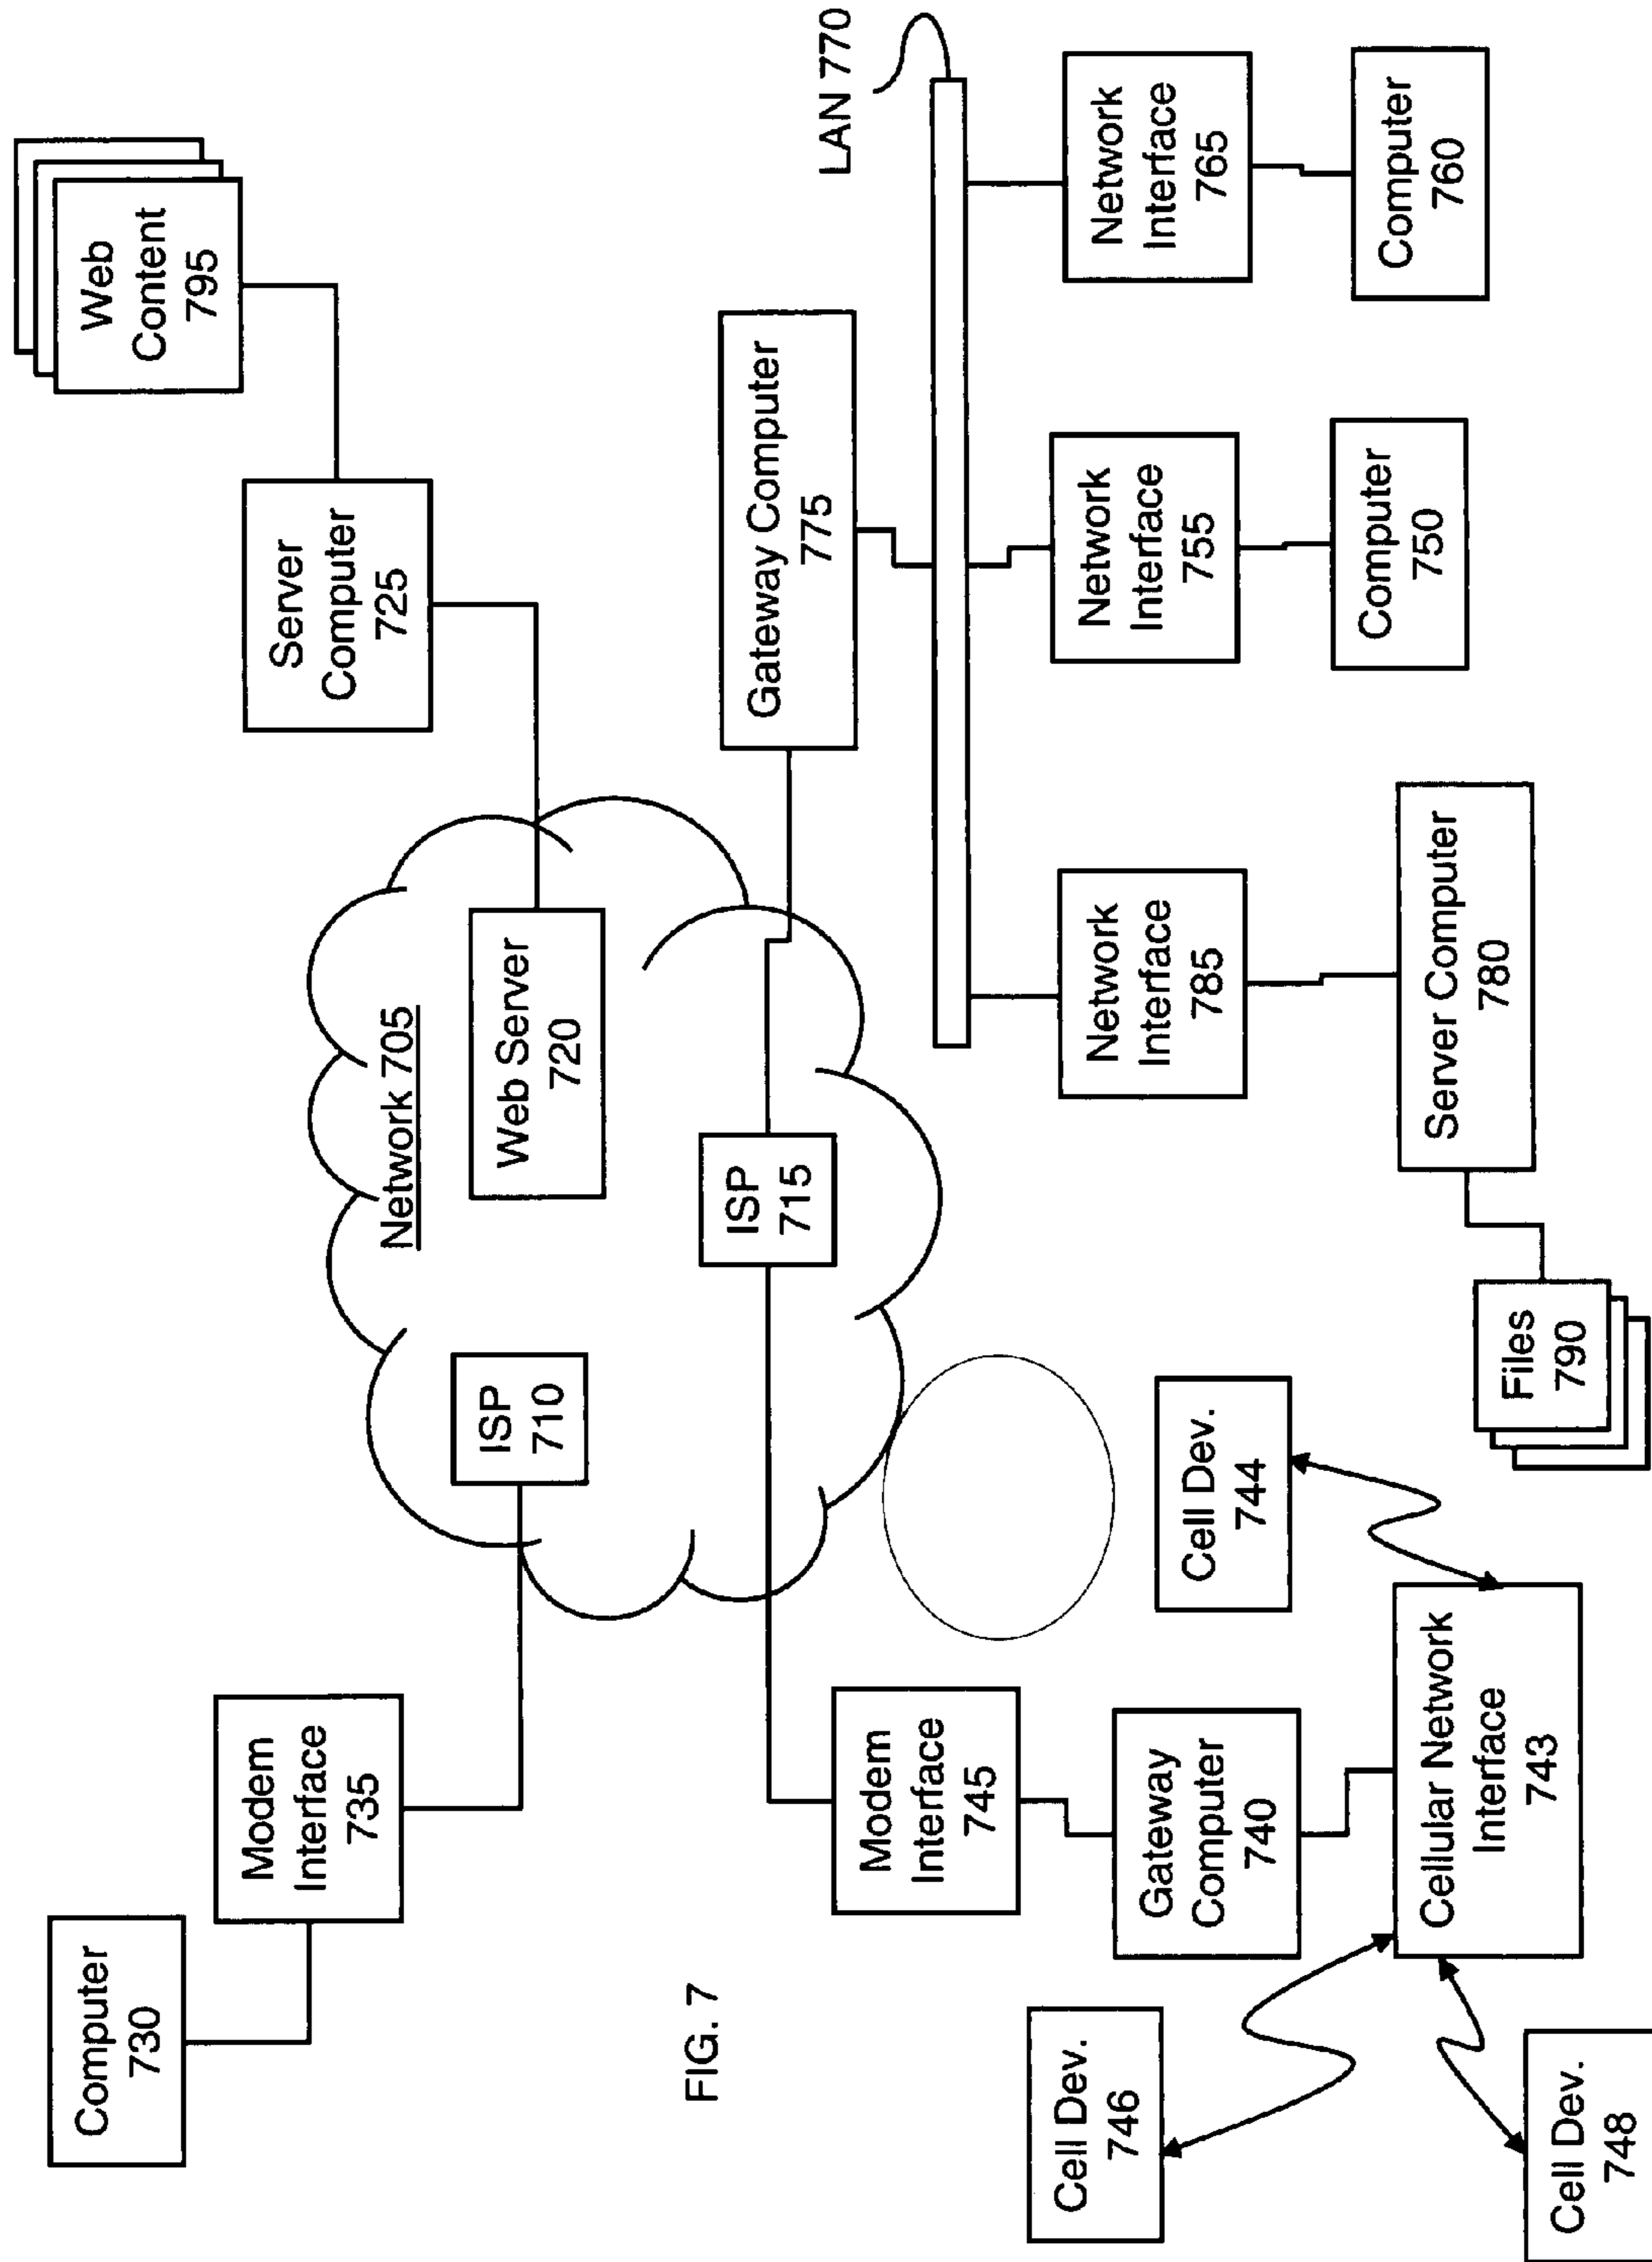 Computer
730
Modem
Interface
735
Server
Computer
725
Web
Content
795
Network 705
ISP
710
Web Server
720
ISP
715
Gateway Computer
775
LAN 770
FIG. 7
Modem
Interface
745
Gateway
Computer
740
Cellular Network
Interface
743
Cell Dev.
744
Cell Dev.
746
Cell Dev.
748
Network
Interface
785
Network
Interface
755
Network
Interface
765
Server Computer
780
Computer
750
Computer
760
Files
790